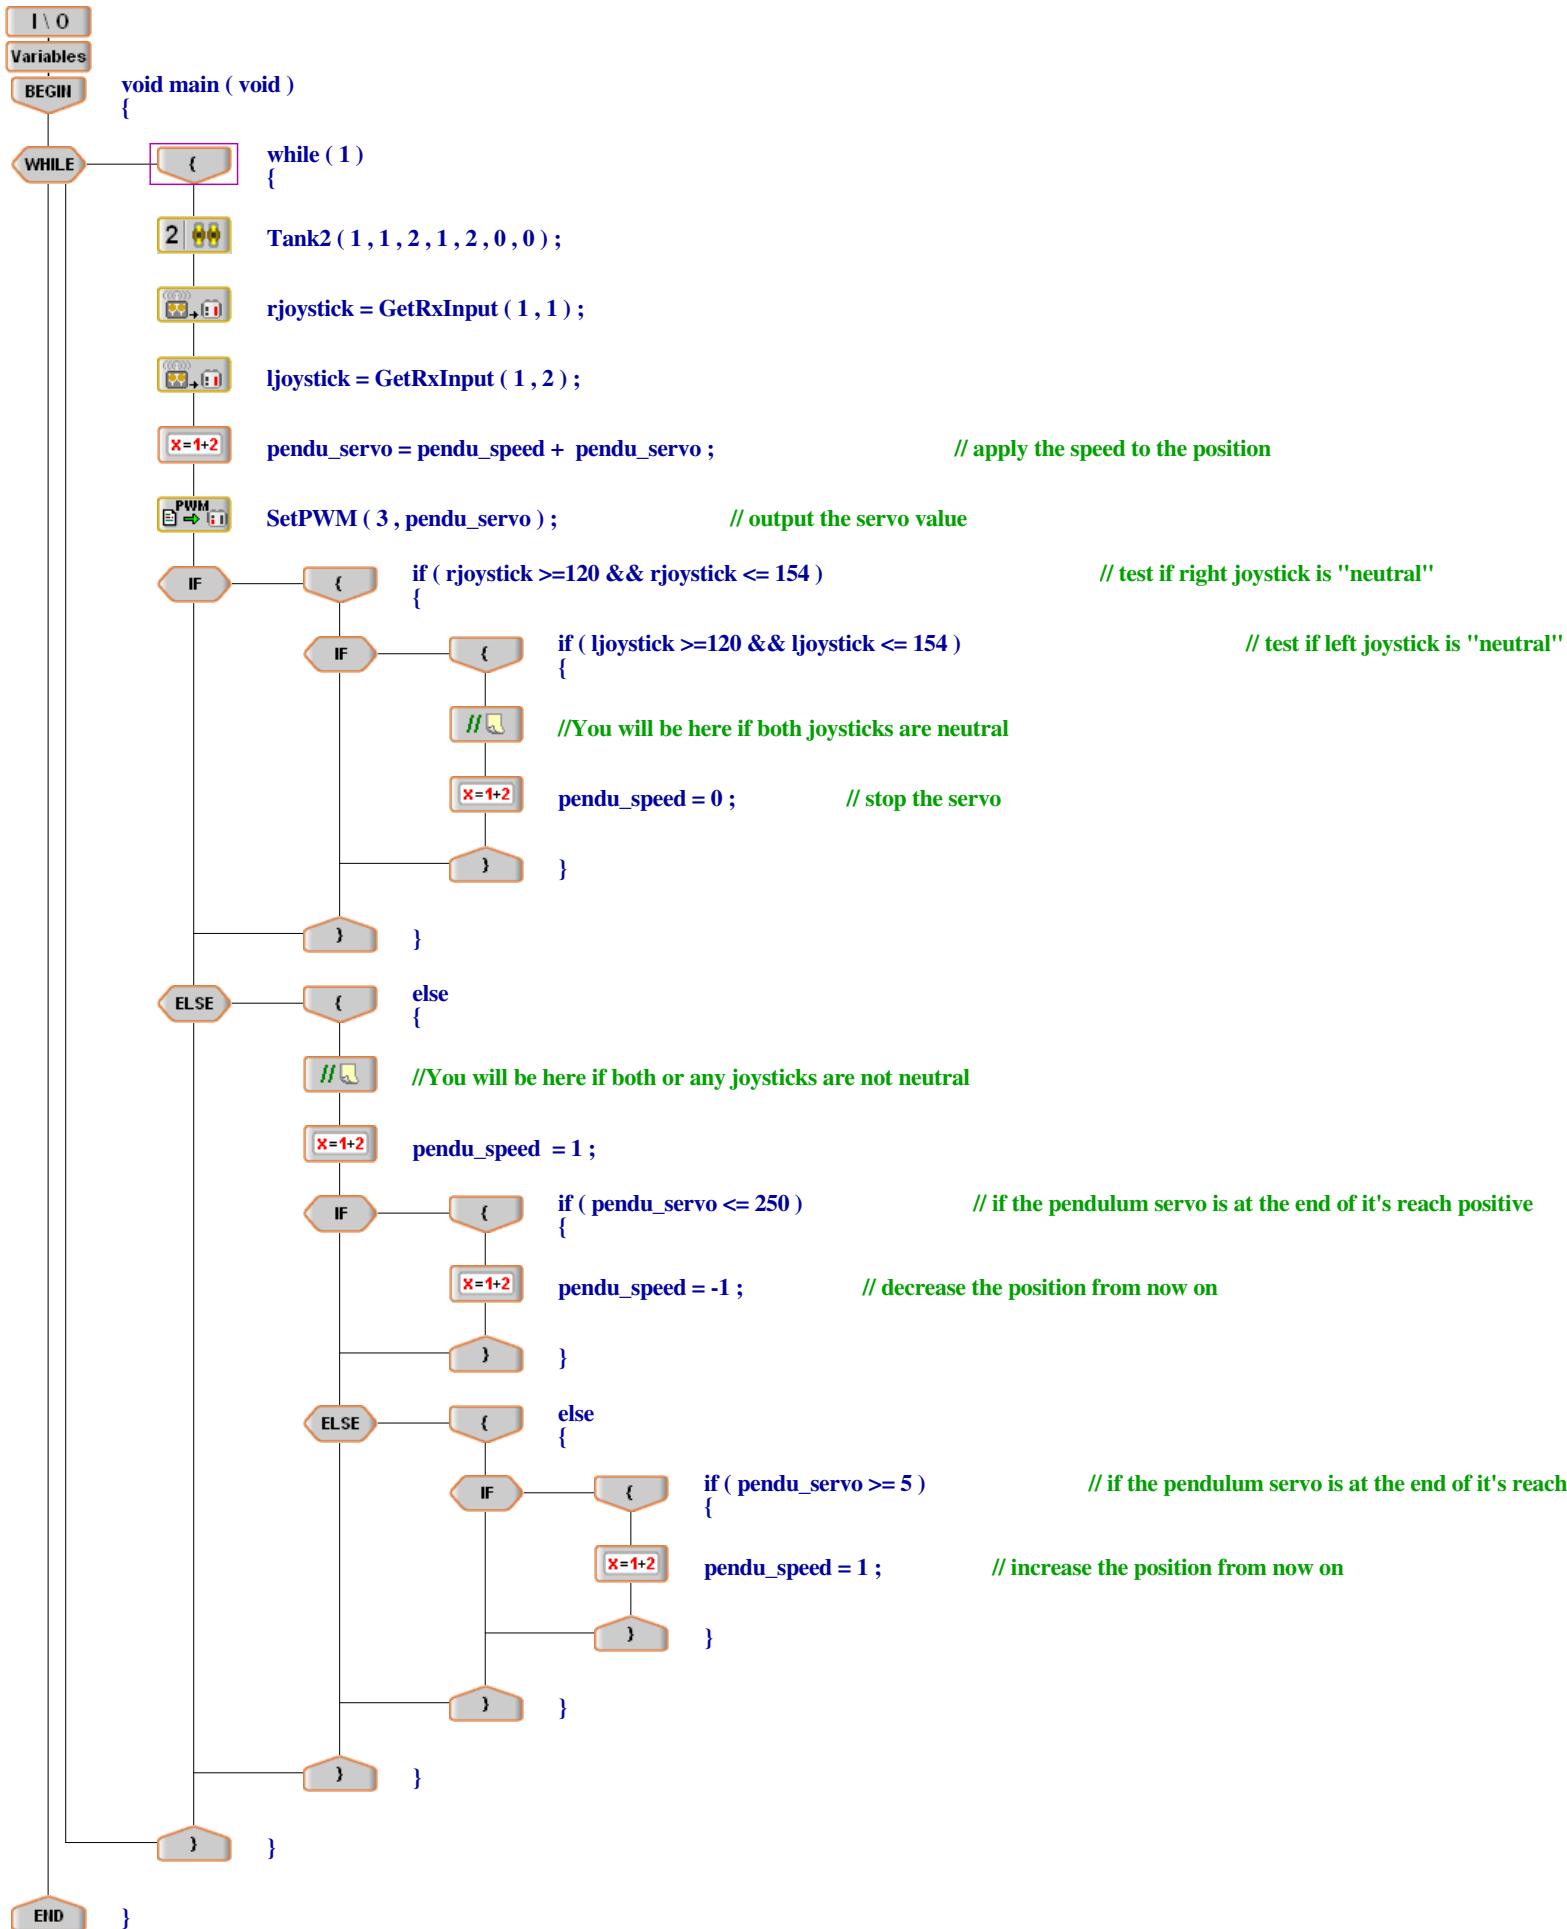 I \ O
Variables
BEGIN void main ( void )
{
WHILE { while ( 1 )
{
2 Tank2 ( 1 , 1 , 2 , 1 , 2 , 0 , 0 ) ;
rjoystick = GetRxInput ( 1 , 1 ) ;
ljoystick = GetRxInput ( 1 , 2 ) ;
X=1+2 pendu_servo = pendu_speed + pendu_servo ; // apply the speed to the position
PWM SetPWM ( 3 , pendu_servo ) ; // output the servo value
IF { if ( rjoystick >=120 && rjoystick <= 154 ) // test if right joystick is "neutral"
{
IF { if ( ljoystick >=120 && ljoystick <= 154 ) // test if left joystick is "neutral"
{
// //You will be here if both joysticks are neutral
X=1+2 pendu_speed = 0 ; // stop the servo
} }
} }
ELSE { else
{
// //You will be here if both or any joysticks are not neutral
X=1+2 pendu_speed = 1 ;
IF { if ( pendu_servo <= 250 ) // if the pendulum servo is at the end of it's reach positive
{
X=1+2 pendu_speed = -1 ; // decrease the position from now on
} }
ELSE { else
{
IF { if ( pendu_servo >= 5 ) // if the pendulum servo is at the end of it's reach
{
X=1+2 pendu_speed = 1 ; // increase the position from now on
} }
} }
} }
} }
END }